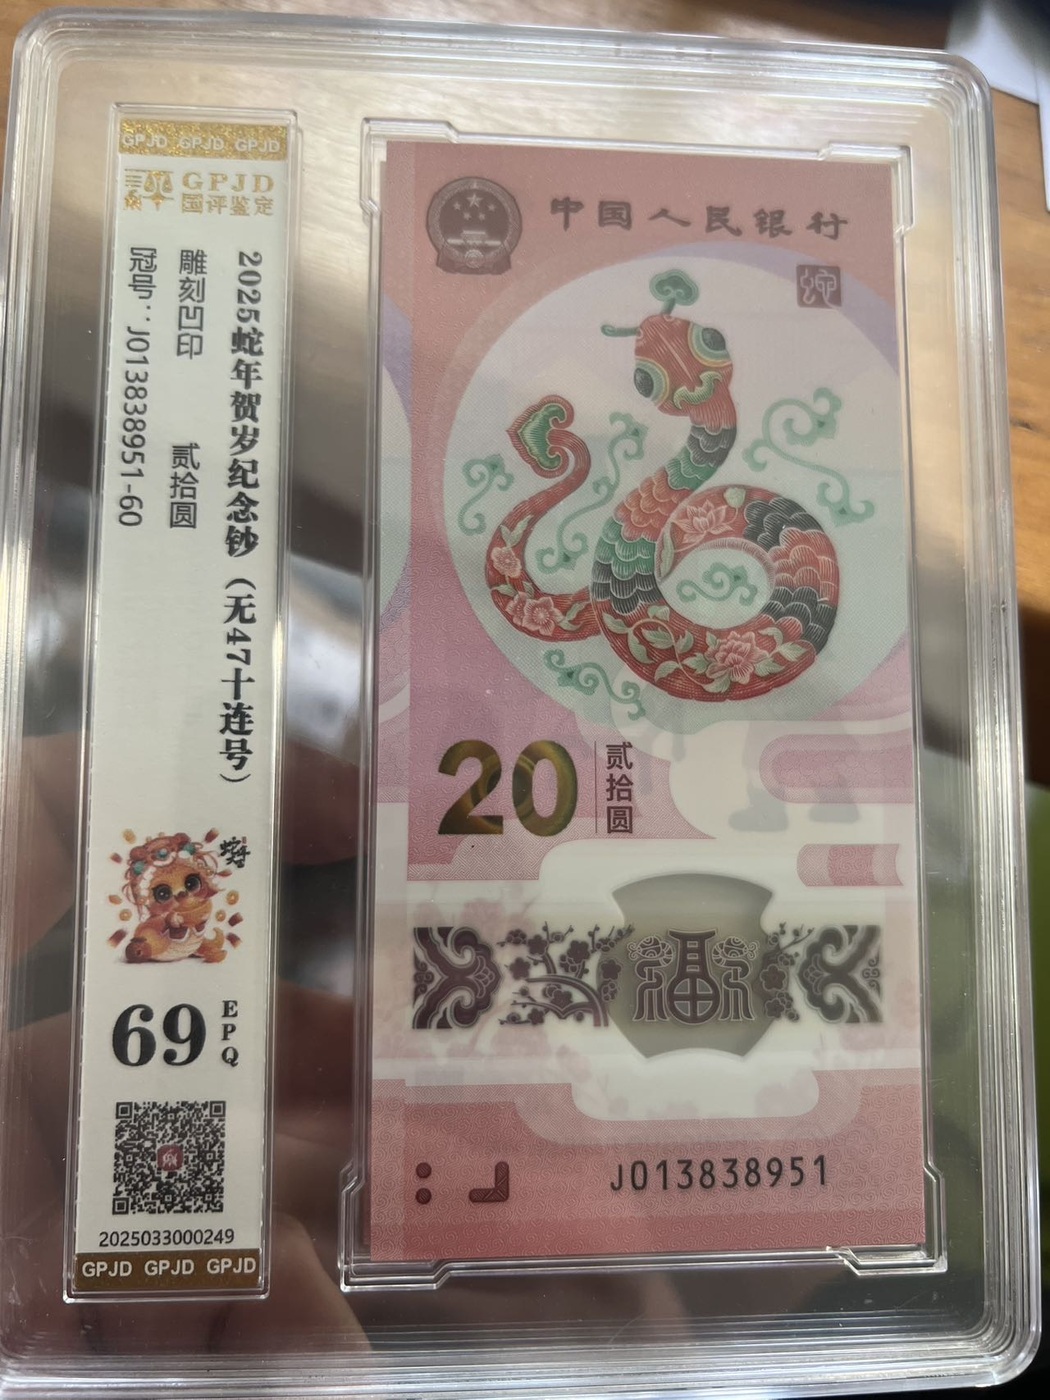 GPJD GPJD GPJD
GPJD
国评鉴定
2025蛇年贺岁纪念钞（无47十连号）
雕刻凹印 贰拾圆
冠号：J013838951-60
69
EPQ
2025033000249
GPJD GPJD GPJD
中国人民银行
蛇
20
贰拾圆
福
J013838951